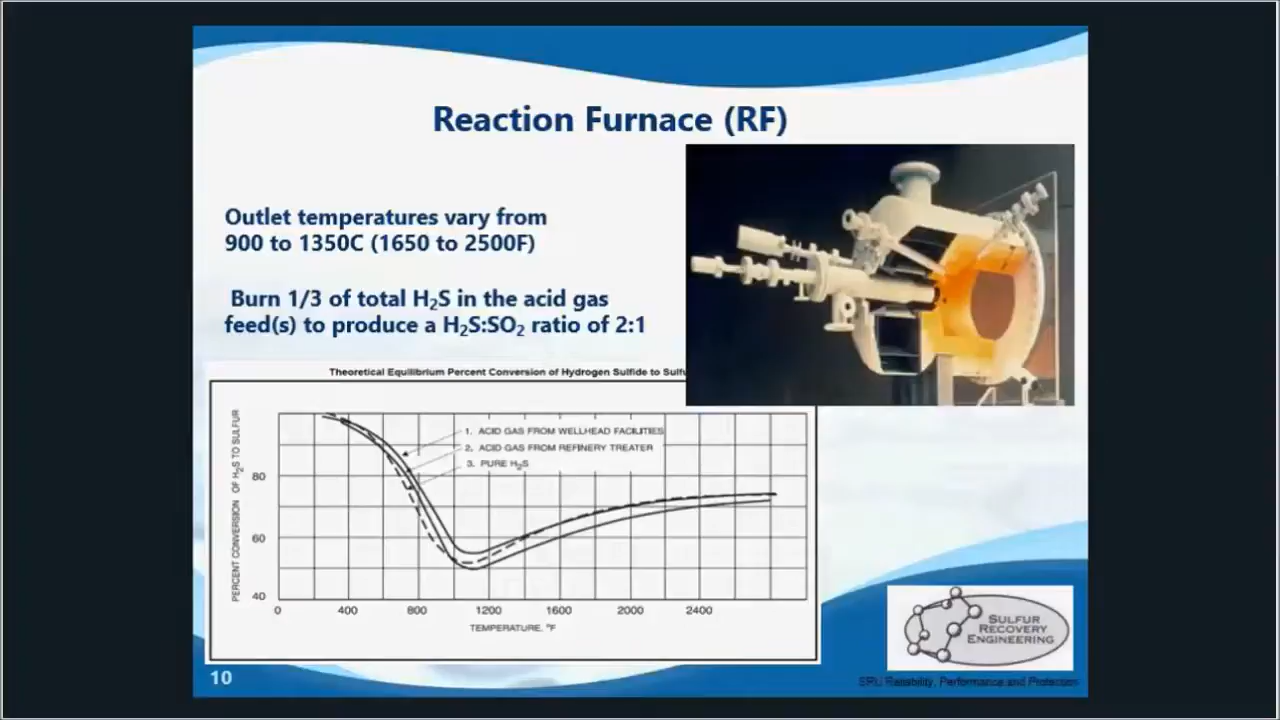 Reaction Furnace (RF)
Outlet temperatures vary from
900 to 1350C (1650 to 2500F)
Burn 1/3 of total H₂S in the acid gas
feed(s) to produce a H₂S:SO₂ ratio of 2:1
Theoretical Equilibrium Percent Conversion of Hydrogen Sulfide to
PERCENT CONVERSION OF H₂S TO SULFUR
1. ACID GAS FROM WELLHEAD FACILITIES
2. ACID GAS FROM REFINERY TREATER
3. PURE H₂S
80
60
40
0 400 800 1200 1600 2000 2400
TEMPERATURE, °F
SULFUR
RECOVERY
ENGINEERING
SRU Reliability, Performance and Protection
10